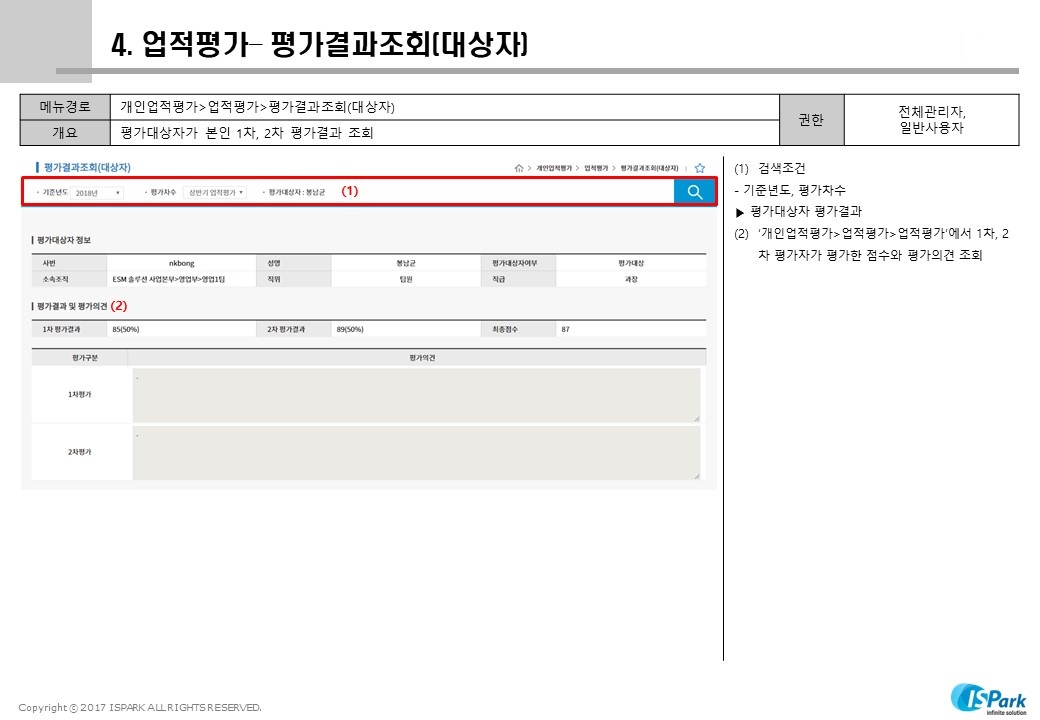 4. 업적평가– 평가결과조회(대상자)
메뉴경로 개인업적평가>업적평가>평가결과조회(대상자) 권한 전체관리자,
일반사용자
개요 평가대상자가 본인 1차, 2차 평가결과 조회
평가결과조회(대상자) 개인업적평가 > 업적평가 > 평가결과조회(대상자)
· 기준년도 2018년 · 평가차수 상반기 업적평가 · 평가대상자 : 봉남균 (1)
평가대상자 정보
사번 nkbong 성명 봉남균 평가대상자여부 평가대상
소속조직 ESM 솔루션 사업본부>영업부>영업1팀 직위 팀원 직급 과장
평가결과 및 평가의견 (2)
1차 평가결과 85(50%) 2차 평가결과 89(50%) 최종점수 87
평가구분 평가의견
1차평가 .
2차평가 .
(1) 검색조건
- 기준년도, 평가차수
▶ 평가대상자 평가결과
(2) ‘개인업적평가>업적평가>업적평가’에서 1차, 2
차 평가자가 평가한 점수와 평가의견 조회
Copyright ⓒ 2017 ISPARK ALL RIGHTS RESERVED.
ISPark
infinite solution